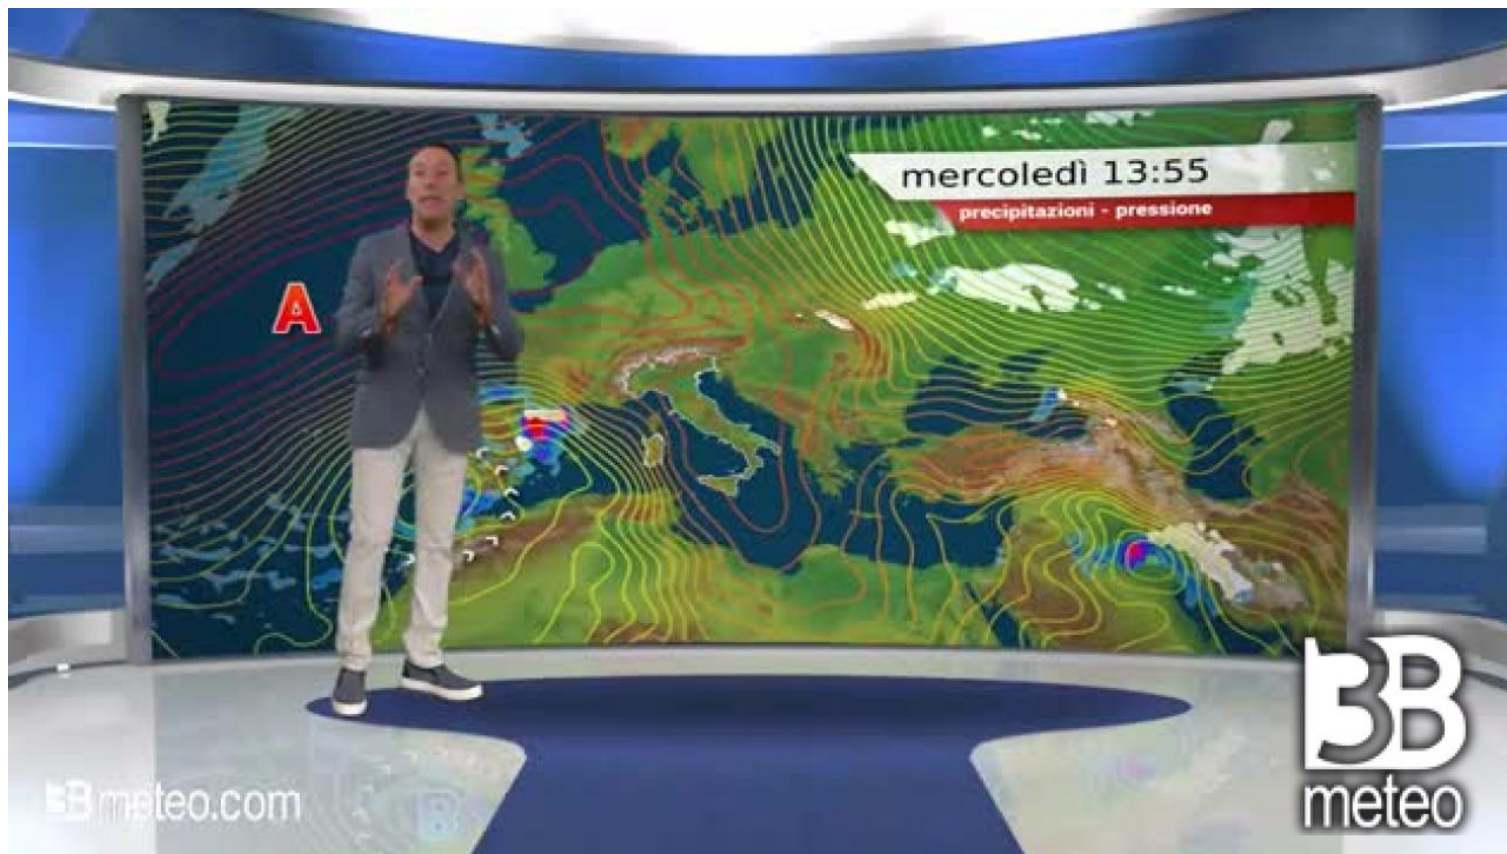 mercoledì 13:55
precipitazioni - pressione
A
3B
meteo
3Bmeteo.com